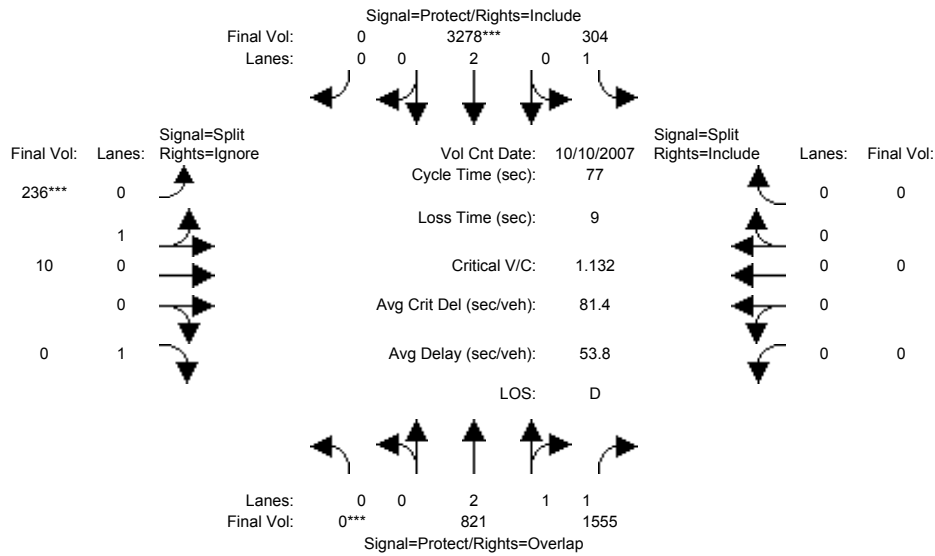 Signal=Protect/Rights=Include
Final Vol: 0 3278*** 304
Lanes: 0 0 2 0 1
Signal=Split
Final Vol: Lanes: Rights=Ignore
Vol Cnt Date: 10/10/2007
Signal=Split
Rights=Include Lanes: Final Vol:
Cycle Time (sec): 77
236*** 0
0 0
Loss Time (sec): 9
1
0
10 0
Critical V/C: 1.132
0 0
0
Avg Crit Del (sec/veh): 81.4
0
0 1
Avg Delay (sec/veh): 53.8
0 0
LOS: D
Lanes: 0 0 2 1 1
Final Vol: 0*** 821 1555
Signal=Protect/Rights=Overlap